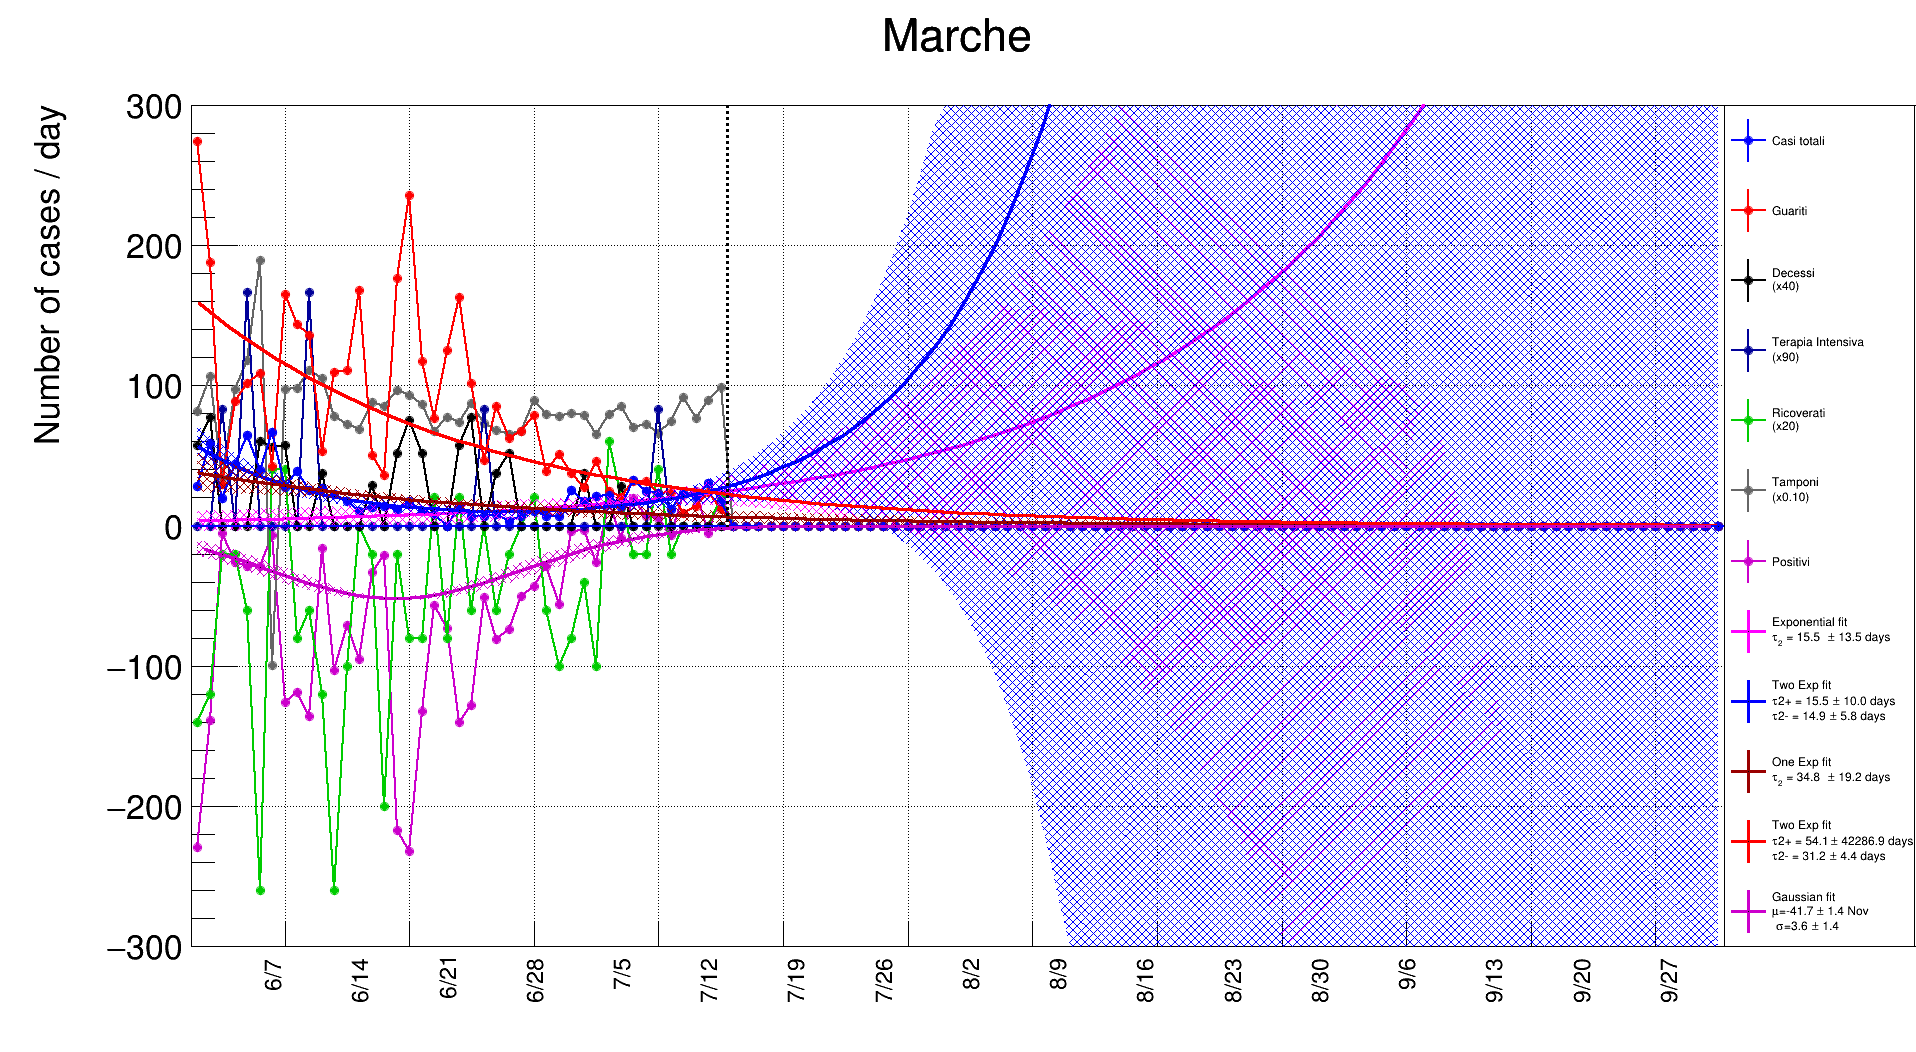 Marche
Number of cases / day
300
200
100
0
−100
−200
−300
6/7
6/14
6/21
6/28
7/5
7/12
7/19
7/26
8/2
8/9
8/16
8/23
8/30
9/6
9/13
9/20
9/27
Casi totali
Guariti
Decessi
(x40)
Terapia Intensiva
(x90)
Ricoverati
(x20)
Tamponi
(x0.10)
Positivi
Exponential fit
τ2 = 15.5 ± 13.5 days
Two Exp fit
τ2+ = 15.5 ± 10.0 days
τ2- = 14.9 ± 5.8 days
One Exp fit
τ2 = 34.8 ± 19.2 days
Two Exp fit
τ2+ = 54.1 ± 42286.9 days
τ2- = 31.2 ± 4.4 days
Gaussian fit
μ=-41.7 ± 1.4 Nov
σ=3.6 ± 1.4